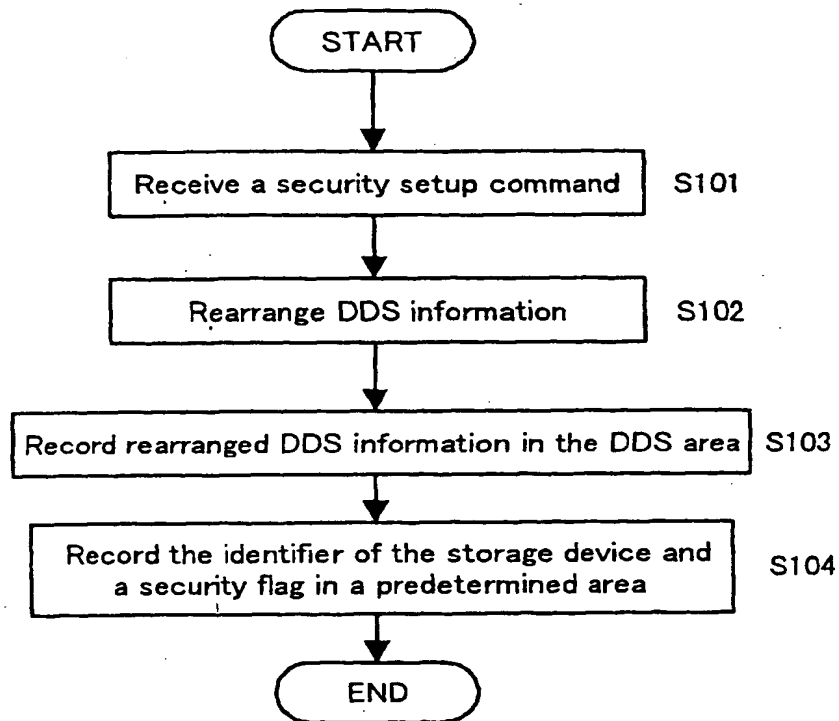 START
Receive a security setup command S101
Rearrange DDS information S102
Record rearranged DDS information in the DDS area S103
Record the identifier of the storage device and
a security flag in a predetermined area S104
END